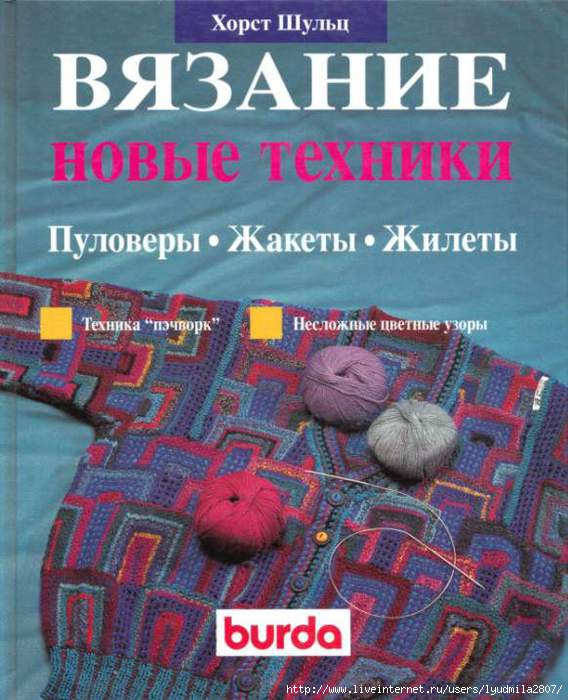 Хорст Шульц
ВЯЗАНИЕ
новые техники
Пуловеры • Жакеты • Жилеты
Техника “пэчворк”
Несложные цветные узоры
burda
http://www.liveinternet.ru/users/lyudmila2807/